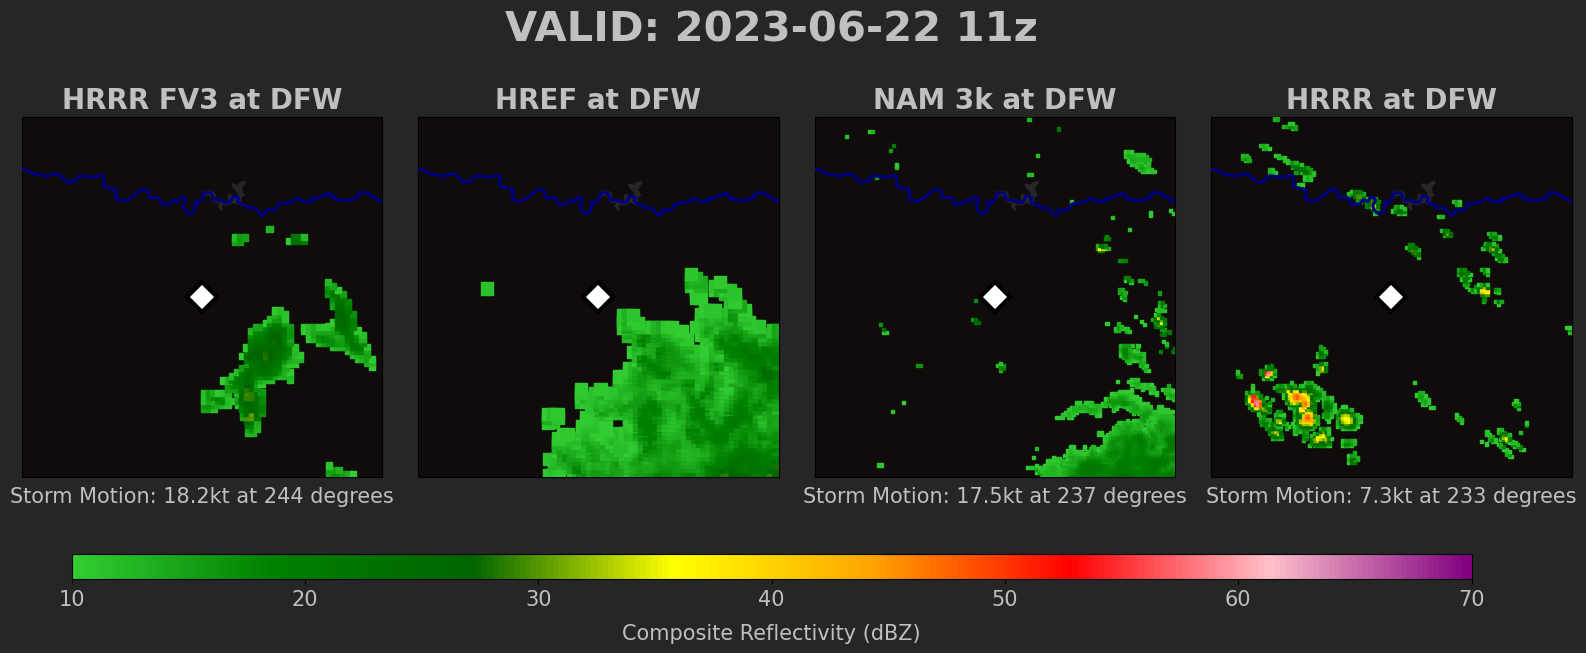 VALID: 2023-06-22 11z
HRRR FV3 at DFW
HREF at DFW
NAM 3k at DFW
HRRR at DFW
Storm Motion: 18.2kt at 244 degrees
Storm Motion: 17.5kt at 237 degrees
Storm Motion: 7.3kt at 233 degrees
10 20 30 40 50 60 70
Composite Reflectivity (dBZ)